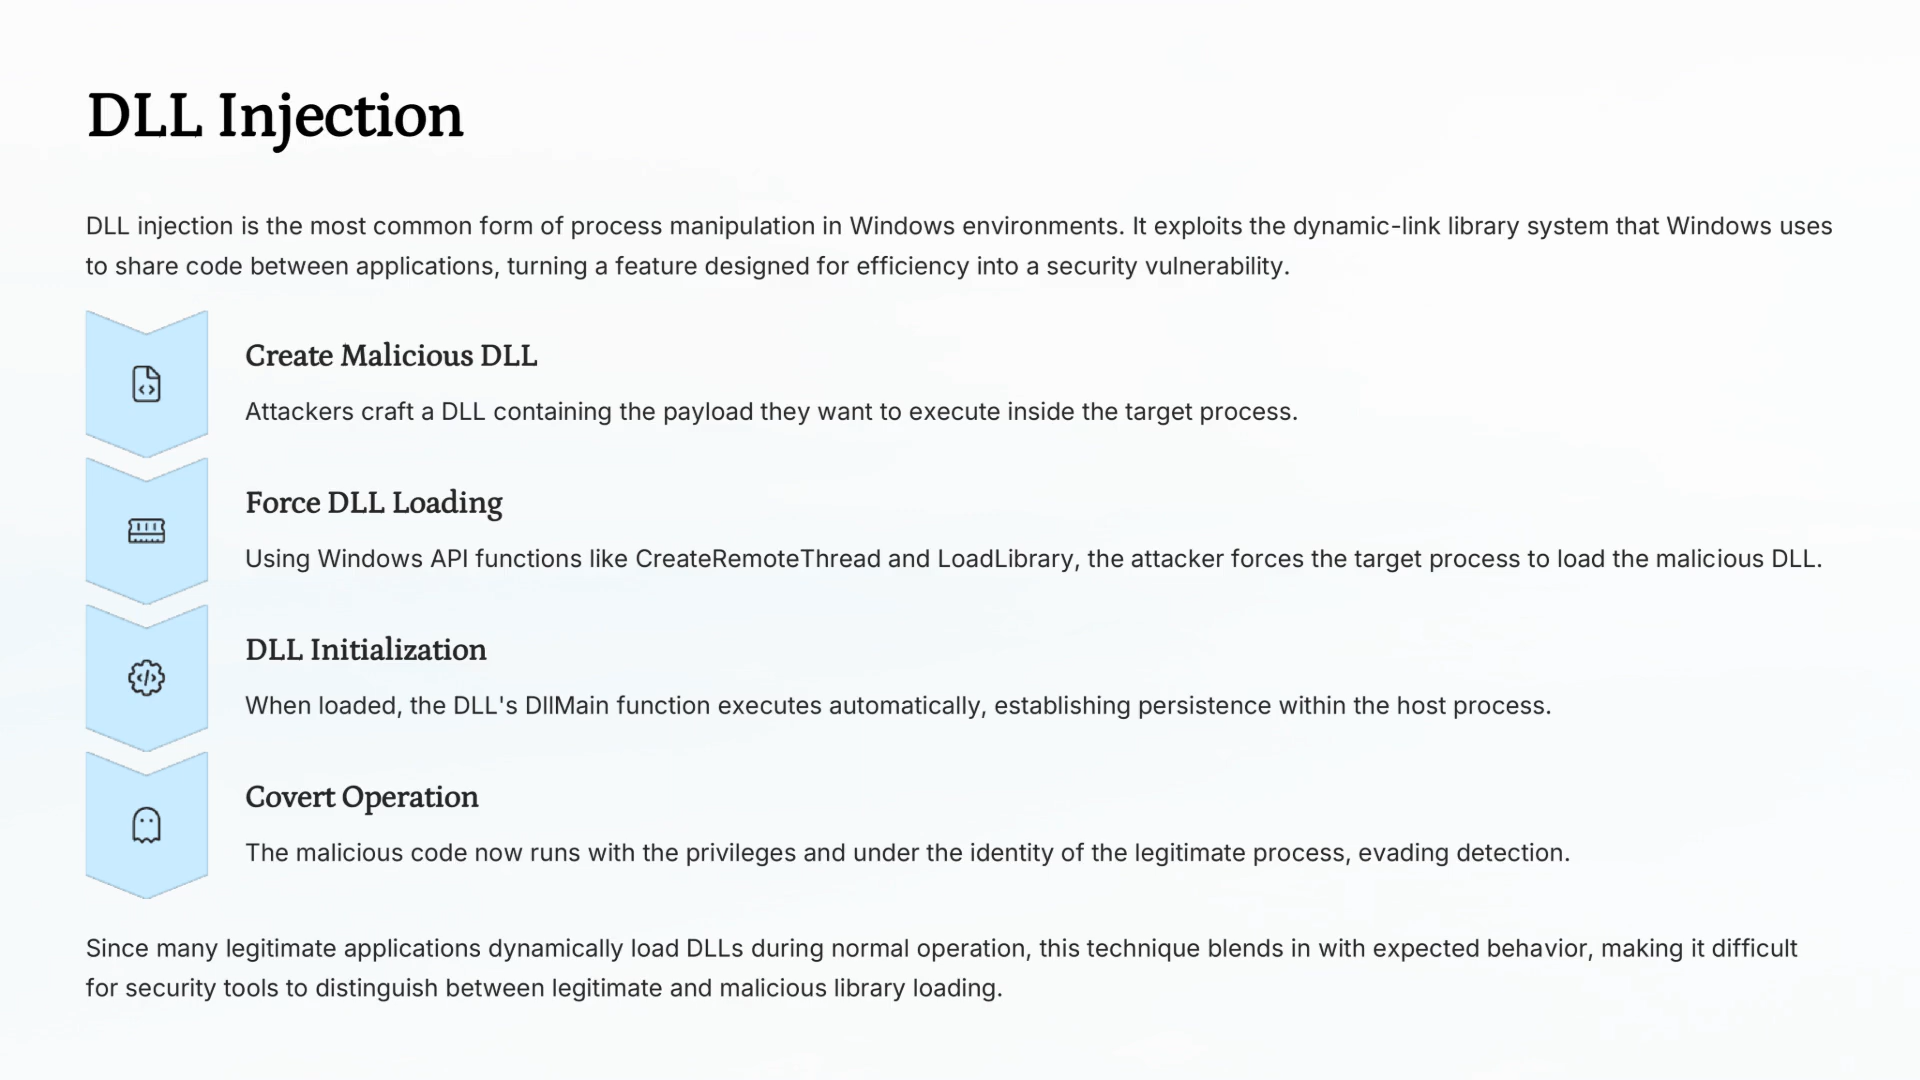 DLL Injection
DLL injection is the most common form of process manipulation in Windows environments. It exploits the dynamic-link library system that Windows uses
to share code between applications, turning a feature designed for efficiency into a security vulnerability.
Create Malicious DLL
Attackers craft a DLL containing the payload they want to execute inside the target process.
Force DLL Loading
Using Windows API functions like CreateRemoteThread and LoadLibrary, the attacker forces the target process to load the malicious DLL.
DLL Initialization
When loaded, the DLL's DllMain function executes automatically, establishing persistence within the host process.
Covert Operation
The malicious code now runs with the privileges and under the identity of the legitimate process, evading detection.
Since many legitimate applications dynamically load DLLs during normal operation, this technique blends in with expected behavior, making it difficult
for security tools to distinguish between legitimate and malicious library loading.